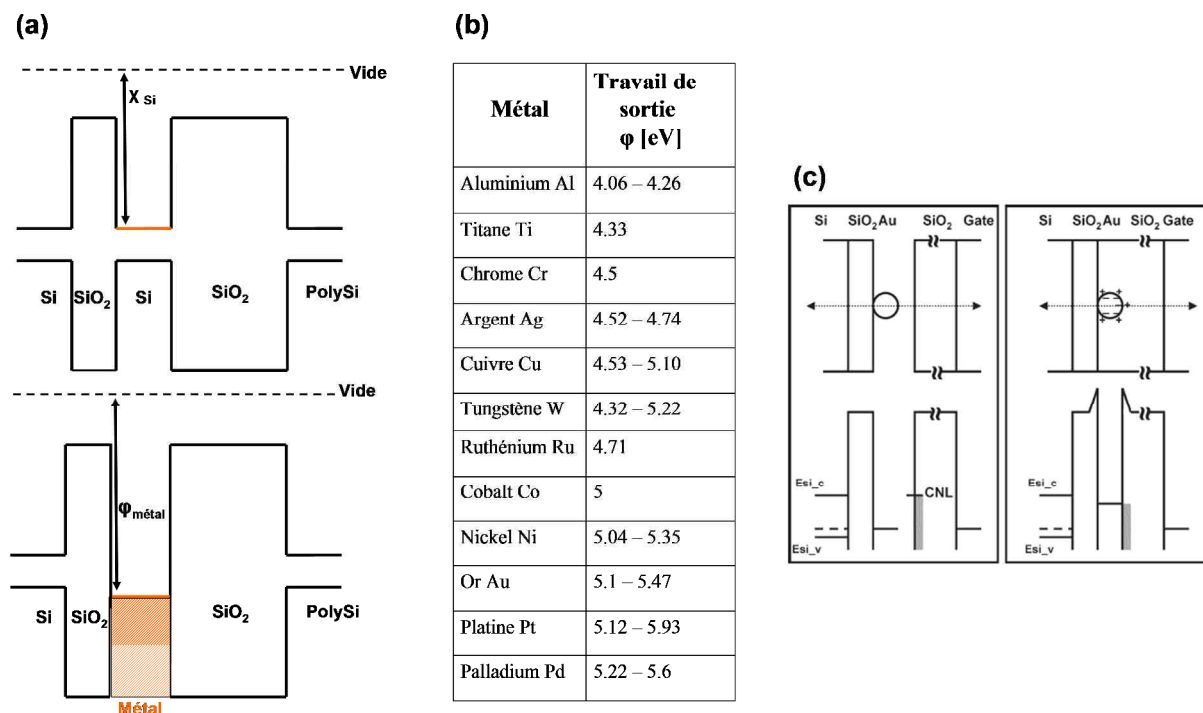 (a)
Vide
χ Si
Si SiO2 Si SiO2 PolySi
Vide
φmétal
Si SiO2 SiO2 PolySi
Métal
(b)
Métal Travail de sortie φ [eV]
Aluminium Al 4.06 – 4.26
Titane Ti 4.33
Chrome Cr 4.5
Argent Ag 4.52 – 4.74
Cuivre Cu 4.53 – 5.10
Tungstène W 4.32 – 5.22
Ruthénium Ru 4.71
Cobalt Co 5
Nickel Ni 5.04 – 5.35
Or Au 5.1 – 5.47
Platine Pt 5.12 – 5.93
Palladium Pd 5.22 – 5.6
(c)
Si SiO2 Au SiO2 Gate
Esi_c
CNL
Esi_v
Si SiO2 Au SiO2 Gate
Esi_c
Esi_v